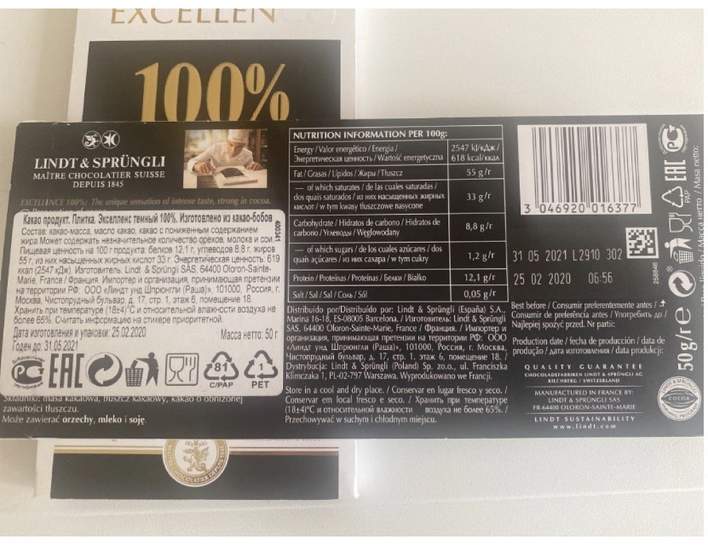 EXCELLENCE
100%
LINDT & SPRÜNGLI
MAÎTRE CHOCOLATIER SUISSE
DEPUIS 1845
EXCELLENCE 100%: The unique sensation of intense taste, strong in cocoa.
Какао продукт. Плитка. Экселленс темный 100%. Изготовлено из какао-бобов
Состав: какао-масса, масло какао, какао с пониженным содержанием
жира Может содержать незначительное количество орехов, молока и сои.
Пищевая ценность на 100 г продукта: белков 12,1 г, углеводов 8,8 г, жиров
55 г, из них насыщенных жирной кислот 33 г. Энергетическая ценность: 619
ккал (2547 кДж). Изготовитель: Lindt & Sprüngli SAS, 64400 Oloron-Sainte-
Marie, France / Франция. Импортер и организация, принимающая претензии
на территории РФ: ООО «Линдт унд Шпрюнгли (Раша)», 101000, Россия, г.
Москва, Чистопрудный бульвар, д. 17, стр. 1, этаж 6, помещение 18.
Хранить при температуре (18±4)°С и относительной влажности воздуха не
более 65%. Считать информацию на стикере приоритетной.
Дата изготовления и упаковки: 25.02.2020
Масса нетто: 50 г
Годен до: 31.05.2021
PG EAC 81 C/PAP 1 PET
Składniki: masa kakaowa, tłuszcz kakaowy, kakao o obniżonej
zawartości tłuszczu.
Może zawierać orzechy, mleko i soję
NUTRITION INFORMATION PER 100g:
Energy / Valor energético / Energia /
Энергетическая ценность / Wartość energetyczna
2547 kJ/кДж/
618 kcal/ккал
Fat / Grasas / Lípidos / Жиры / Tłuszcz
55 g/г
— of which saturates / de las cuales saturadas /
dos quais saturados / из них насыщенных жирных
кислот / w tym kwasy tłuszczowe nasycone
33 g/г
Carbohydrate / Hidratos de carbono / Hidratos de
carbono / Углеводы / Węglowodany
8,8 g/г
— of which sugars / de los cuales azúcares / dos
quais açúcares / из них сахара / w tym cukry
1,2 g/г
Protein / Proteínas / Proteínas / Белки / Białko
12,1 g/г
Salt / Sal / Sal / Соль / Sól
0,05 g/г
Distribuido por/Distribuído por: Lindt & Sprüngli (España) S.A.,
Marina 16-18, ES-08005 Barcelona. / Изготовитель: Lindt & Sprüngli
SAS, 64400 Oloron-Sainte-Marie, France / Франция. / Импортер и
организация, принимающая претензии на территории РФ: ООО
«Линдт унд Шпрюнгли (Раша)», 101000, Россия, г. Москва,
Чистопрудный бульвар, д. 17, стр. 1, этаж 6, помещение 18. /
Dystrybucja: Lindt & Sprüngli (Poland) Sp. zo.o., ul. Franciszka
Klimczaka 1, PL-02-797 Warszawa. Wyprodukowano we Francji.
Store in a cool and dry place. / Conservar en lugar fresco y seco. /
Conservar em local fresco e seco. / Хранить при температуре
(18±4)°С и относительной влажности воздуха не более 65%. /
Przechowywać w suchym i chłodnym miejscu.
3 046920 016377
31 05 2021 L2910 302
25 02 2020 06:56
Best before / Consumir preferentemente antes /
Consumir de preferência antes / Употребить до /
Najlepiej spożyć przed. Nr partii:
Production date / fecha de producción / data de
produção / дата изготовления / data produkcji:
QUALITY GUARANTEE
CHOCOLADEFABRIKEN LINDT & SPRÜNGLI AG
KILCHBERG / SWITZERLAND
MANUFACTURED IN FRANCE BY:
LINDT & SPRÜNGLI SAS
FR-64400 OLORON-SAINTE-MARIE
LINDT SUSTAINABILITY
www.lindt.com
50g/г e
PAP
EAC PG
Масса нетто / Masa netto:
COCOA